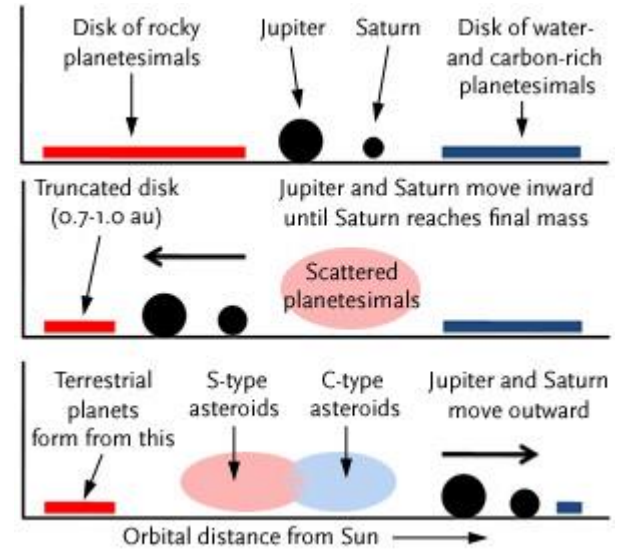 Disk of rocky
planetesimals
Jupiter
Saturn
Disk of water-
and carbon-rich
planetesimals
Truncated disk
(0.7-1.0 au)
Jupiter and Saturn move inward
until Saturn reaches final mass
Scattered
planetesimals
Terrestrial
planets
form from this
S-type
asteroids
C-type
asteroids
Jupiter and Saturn
move outward
Orbital distance from Sun